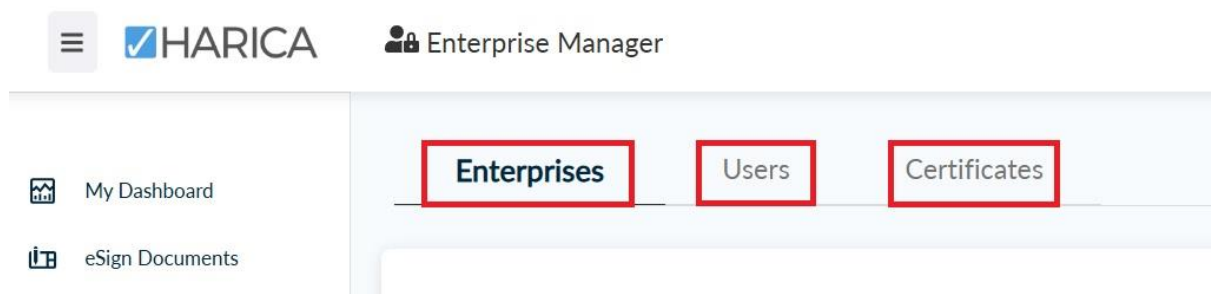 HARICA Enterprise Manager
Enterprises Users Certificates
My Dashboard
eSign Documents